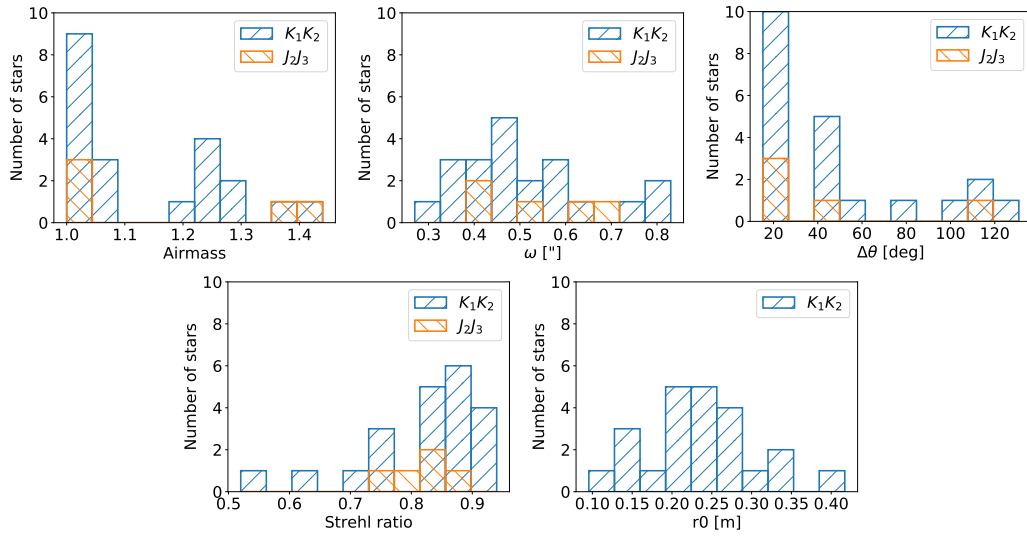 10
8
6
4
2
0
Number of stars
K₁K₂
J₂J₃
1.0 1.1 1.2 1.3 1.4
Airmass
10
8
6
4
2
0
Number of stars
K₁K₂
J₂J₃
0.3 0.4 0.5 0.6 0.7 0.8
ω ["]
10
8
6
4
2
0
Number of stars
K₁K₂
J₂J₃
20 40 60 80 100 120
Δθ [deg]
10
8
6
4
2
0
Number of stars
K₁K₂
J₂J₃
0.5 0.6 0.7 0.8 0.9
Strehl ratio
10
8
6
4
2
0
Number of stars
K₁K₂
0.10 0.15 0.20 0.25 0.30 0.35 0.40
r0 [m]